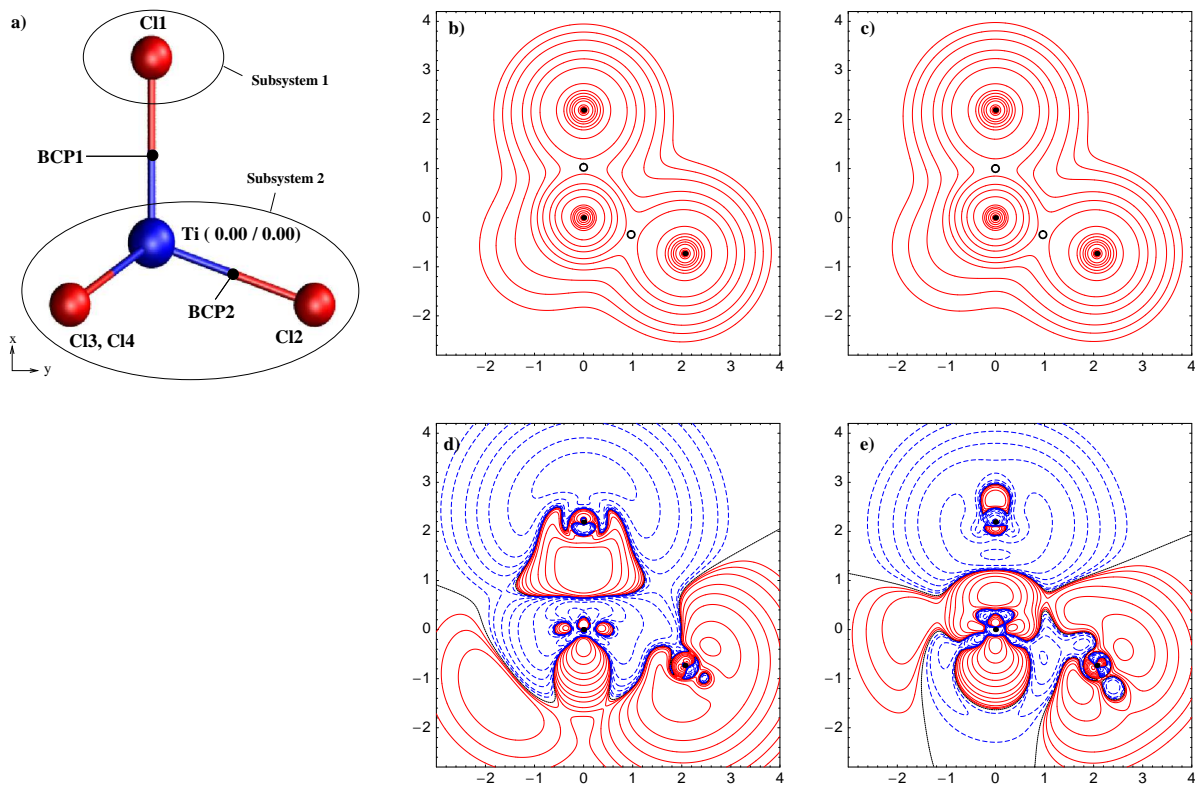 a)
Cl1
Subsystem 1
BCP1
Subsystem 2
Ti ( 0.00 / 0.00)
BCP2
Cl3, Cl4
Cl2
x
y
b)
4
3
2
1
0
−1
−2
−2 −1 0 1 2 3 4
c)
4
3
2
1
0
−1
−2
−2 −1 0 1 2 3 4
d)
4
3
2
1
0
−1
−2
−2 −1 0 1 2 3 4
e)
4
3
2
1
0
−1
−2
−2 −1 0 1 2 3 4